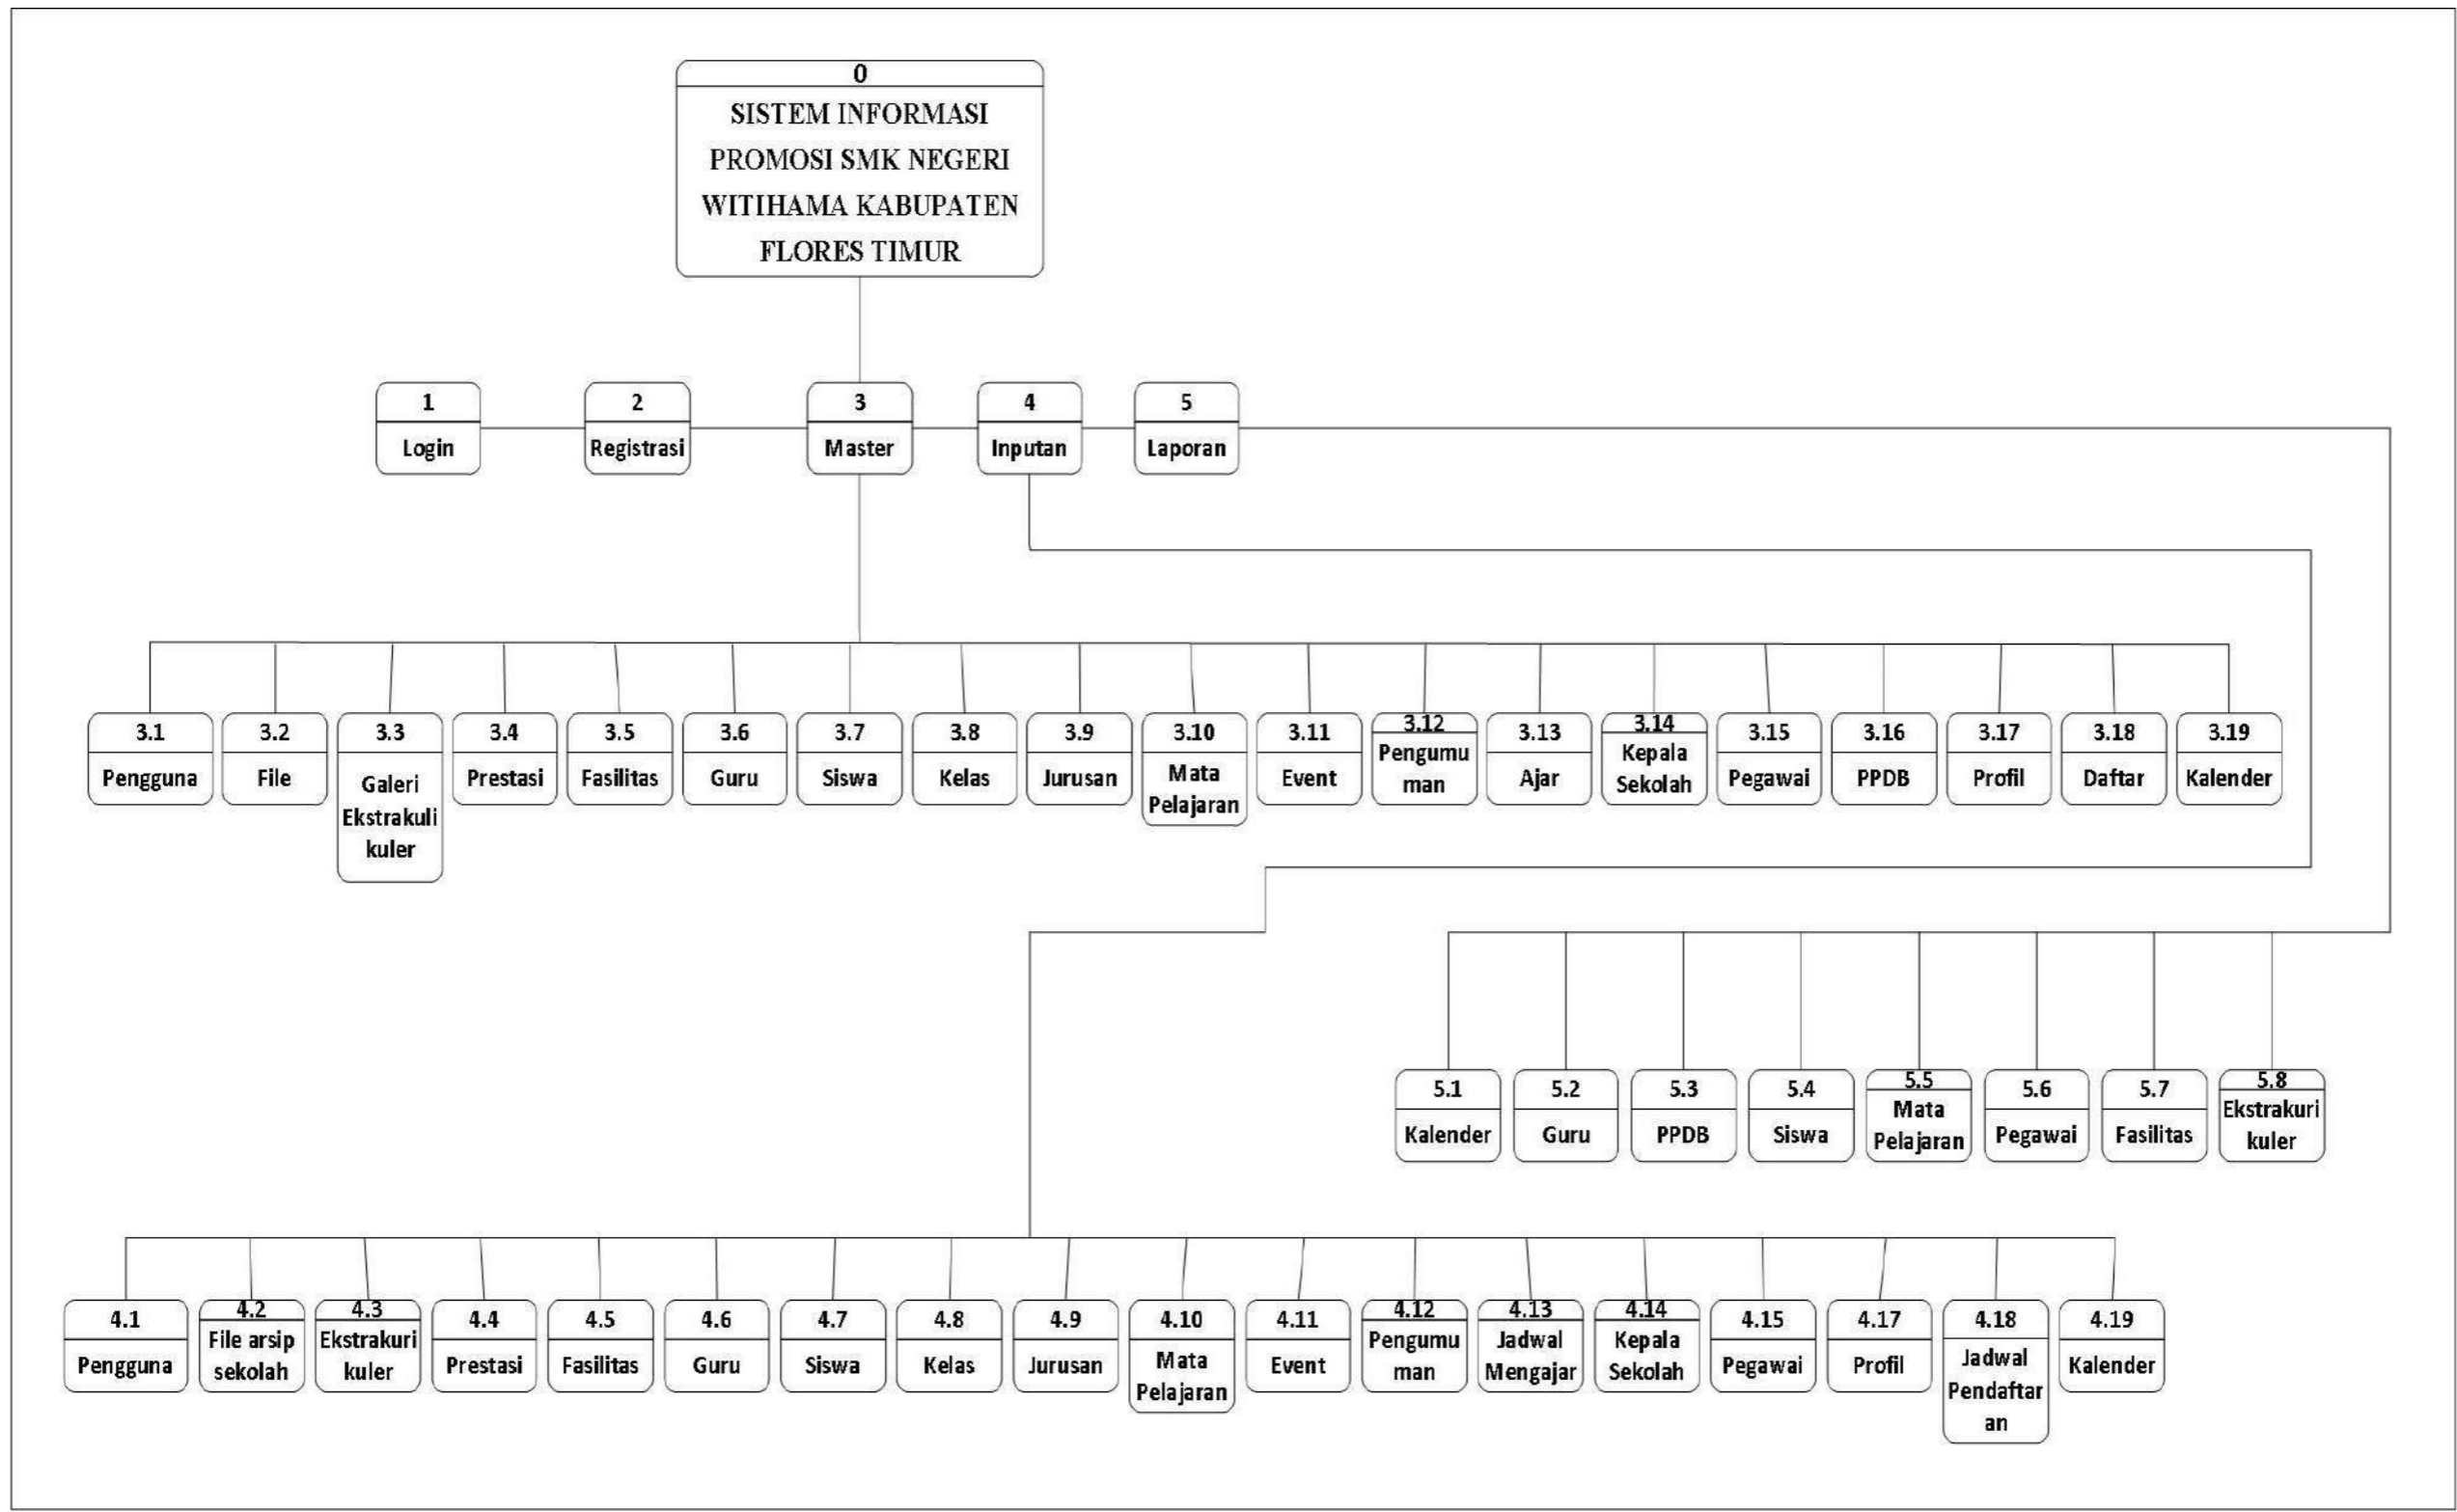 0
SISTEM INFORMASI
PROMOSI SMK NEGERI
WITIHAMA KABUPATEN
FLORES TIMUR
1
Login
2
Registrasi
3
Master
4
Inputan
5
Laporan
3.1
Pengguna
3.2
File
3.3
Galeri
Ekstrakuli
kuler
3.4
Prestasi
3.5
Fasilitas
3.6
Guru
3.7
Siswa
3.8
Kelas
3.9
Jurusan
3.10
Mata
Pelajaran
3.11
Event
3.12
Pengumu
man
3.13
Ajar
3.14
Kepala
Sekolah
3.15
Pegawai
3.16
PPDB
3.17
Profil
3.18
Daftar
3.19
Kalender
5.1
Kalender
5.2
Guru
5.3
PPDB
5.4
Siswa
5.5
Mata
Pelajaran
5.6
Pegawai
5.7
Fasilitas
5.8
Ekstrakuri
kuler
4.1
Pengguna
4.2
File arsip
sekolah
4.3
Ekstrakuri
kuler
4.4
Prestasi
4.5
Fasilitas
4.6
Guru
4.7
Siswa
4.8
Kelas
4.9
Jurusan
4.10
Mata
Pelajaran
4.11
Event
4.12
Pengumu
man
4.13
Jadwal
Mengajar
4.14
Kepala
Sekolah
4.15
Pegawai
4.17
Profil
4.18
Jadwal
Pendaftar
an
4.19
Kalender